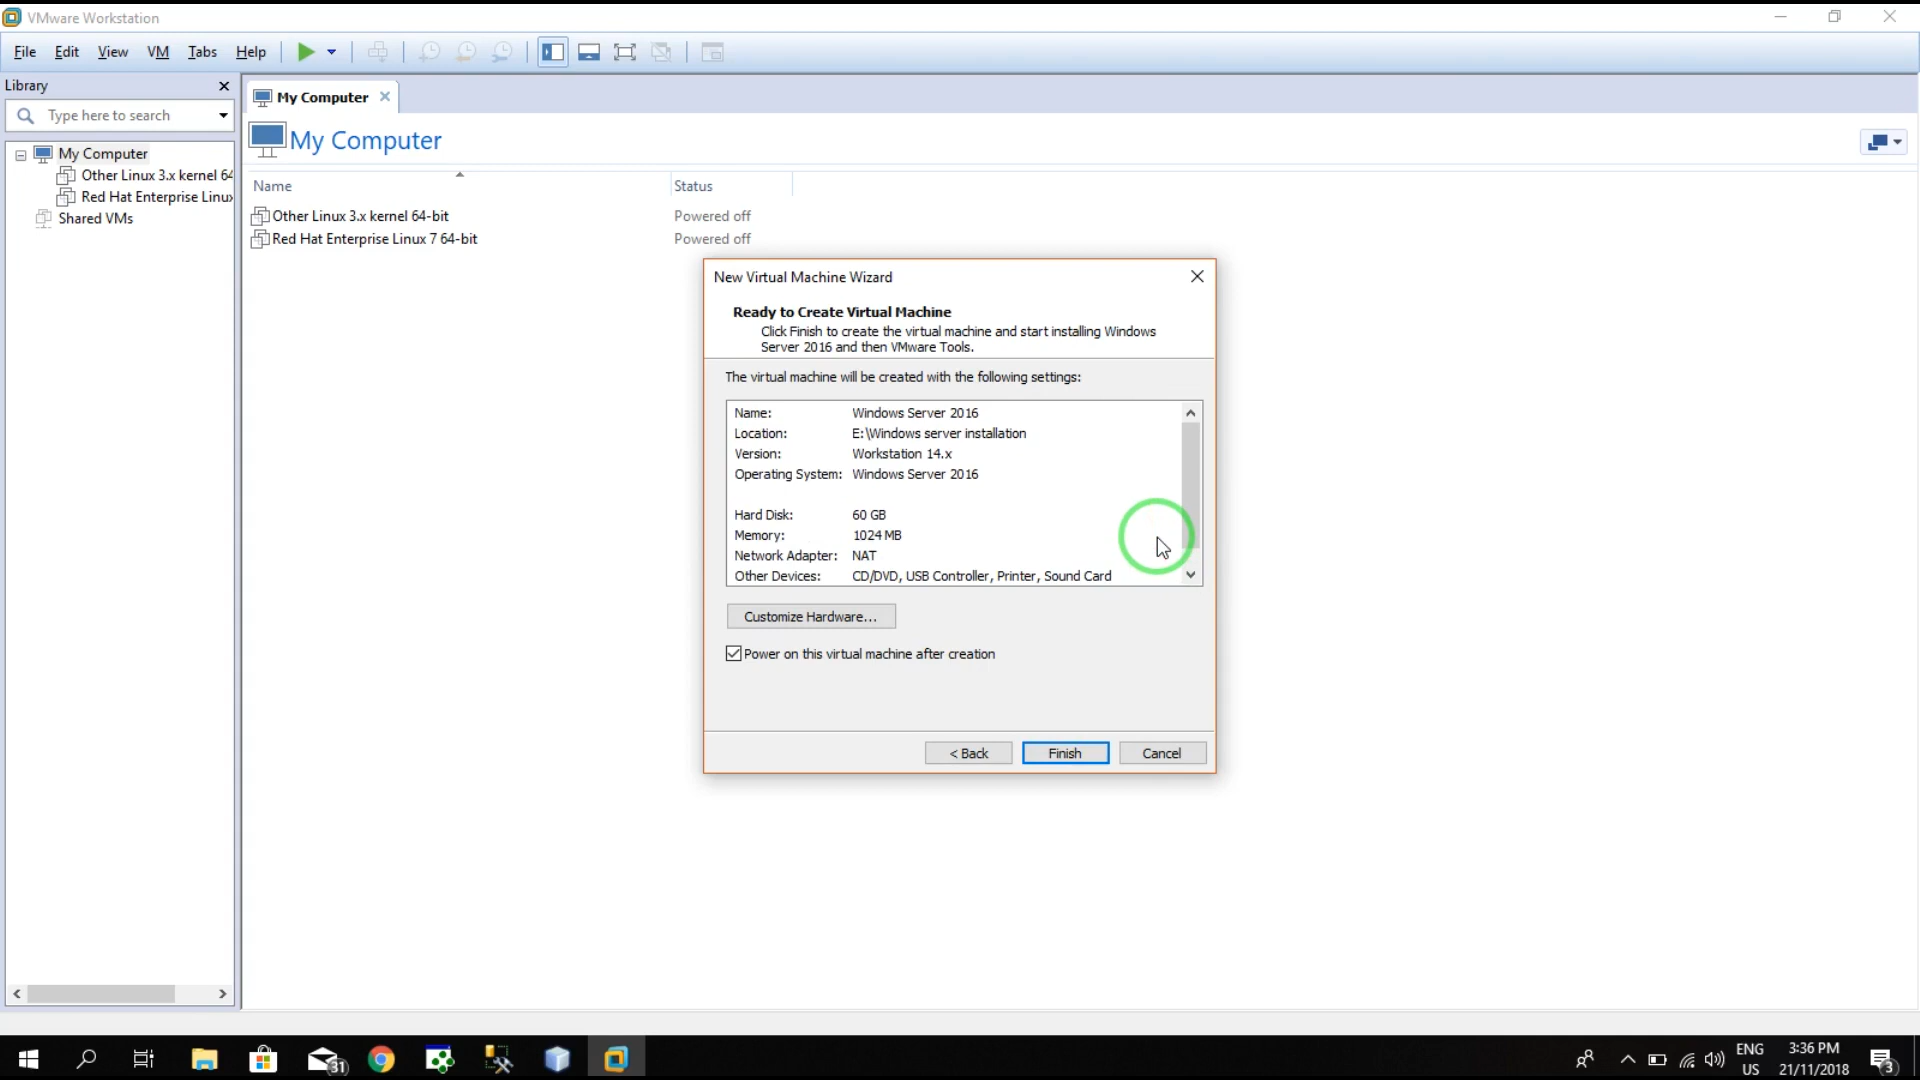 VMware Workstation
File Edit View VM Tabs Help
Library
My Computer
Type here to search
My Computer
My Computer
Other Linux 3.x kernel 64
Red Hat Enterprise Linux
Shared VMs
Name Status
Other Linux 3.x kernel 64-bit Powered off
Red Hat Enterprise Linux 7 64-bit Powered off
New Virtual Machine Wizard
Ready to Create Virtual Machine
Click Finish to create the virtual machine and start installing Windows
Server 2016 and then VMware Tools.
The virtual machine will be created with the following settings:
Name: Windows Server 2016
Location: E:\Windows server installation
Version: Workstation 14.x
Operating System: Windows Server 2016
Hard Disk: 60 GB
Memory: 1024 MB
Network Adapter: NAT
Other Devices: CD/DVD, USB Controller, Printer, Sound Card
Customize Hardware...
Power on this virtual machine after creation
< Back Finish Cancel
31
ENG
US
3:36 PM
21/11/2018
3